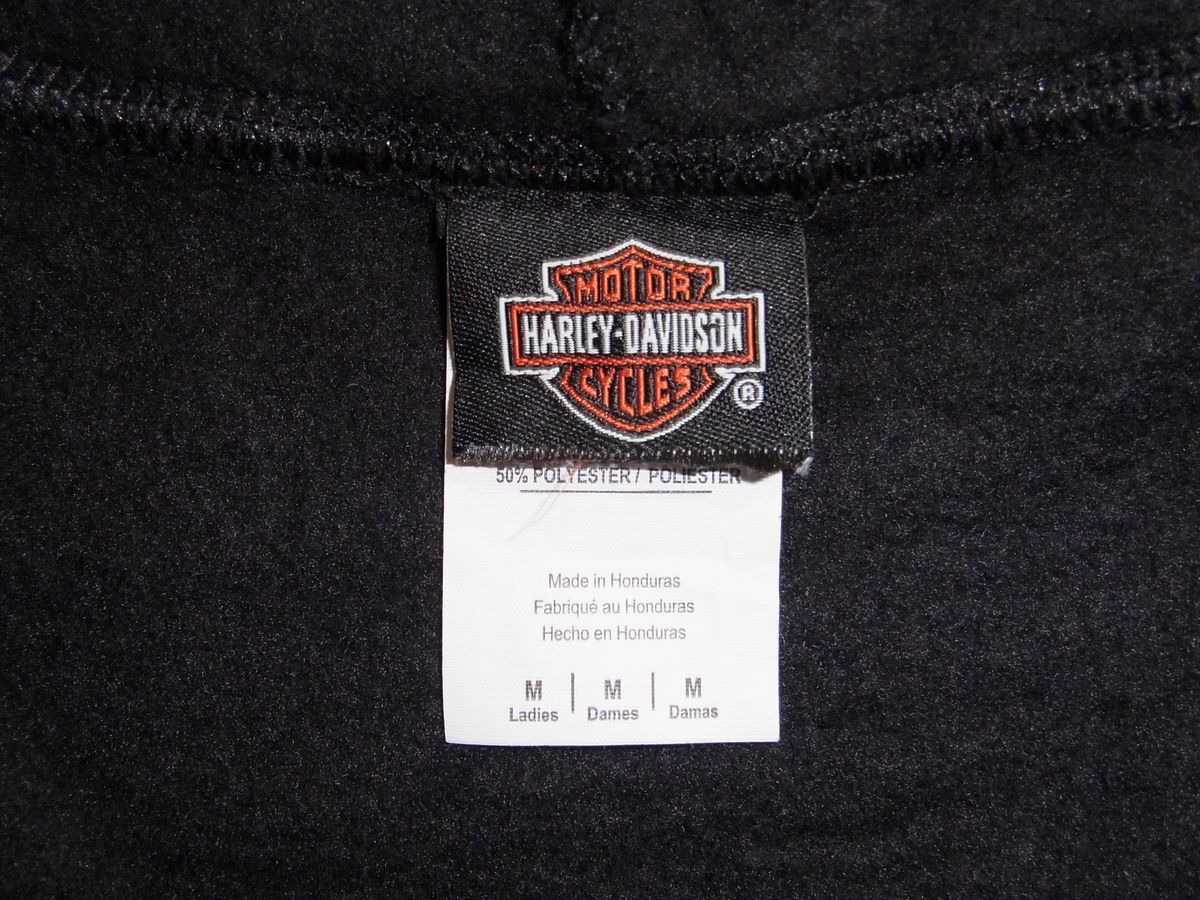 MOTOR
HARLEY-DAVIDSON
CYCLES
®
50% POLYESTER / POLIESTER
Made in Honduras
Fabriqué au Honduras
Hecho en Honduras
M | M | M
Ladies | Dames | Damas